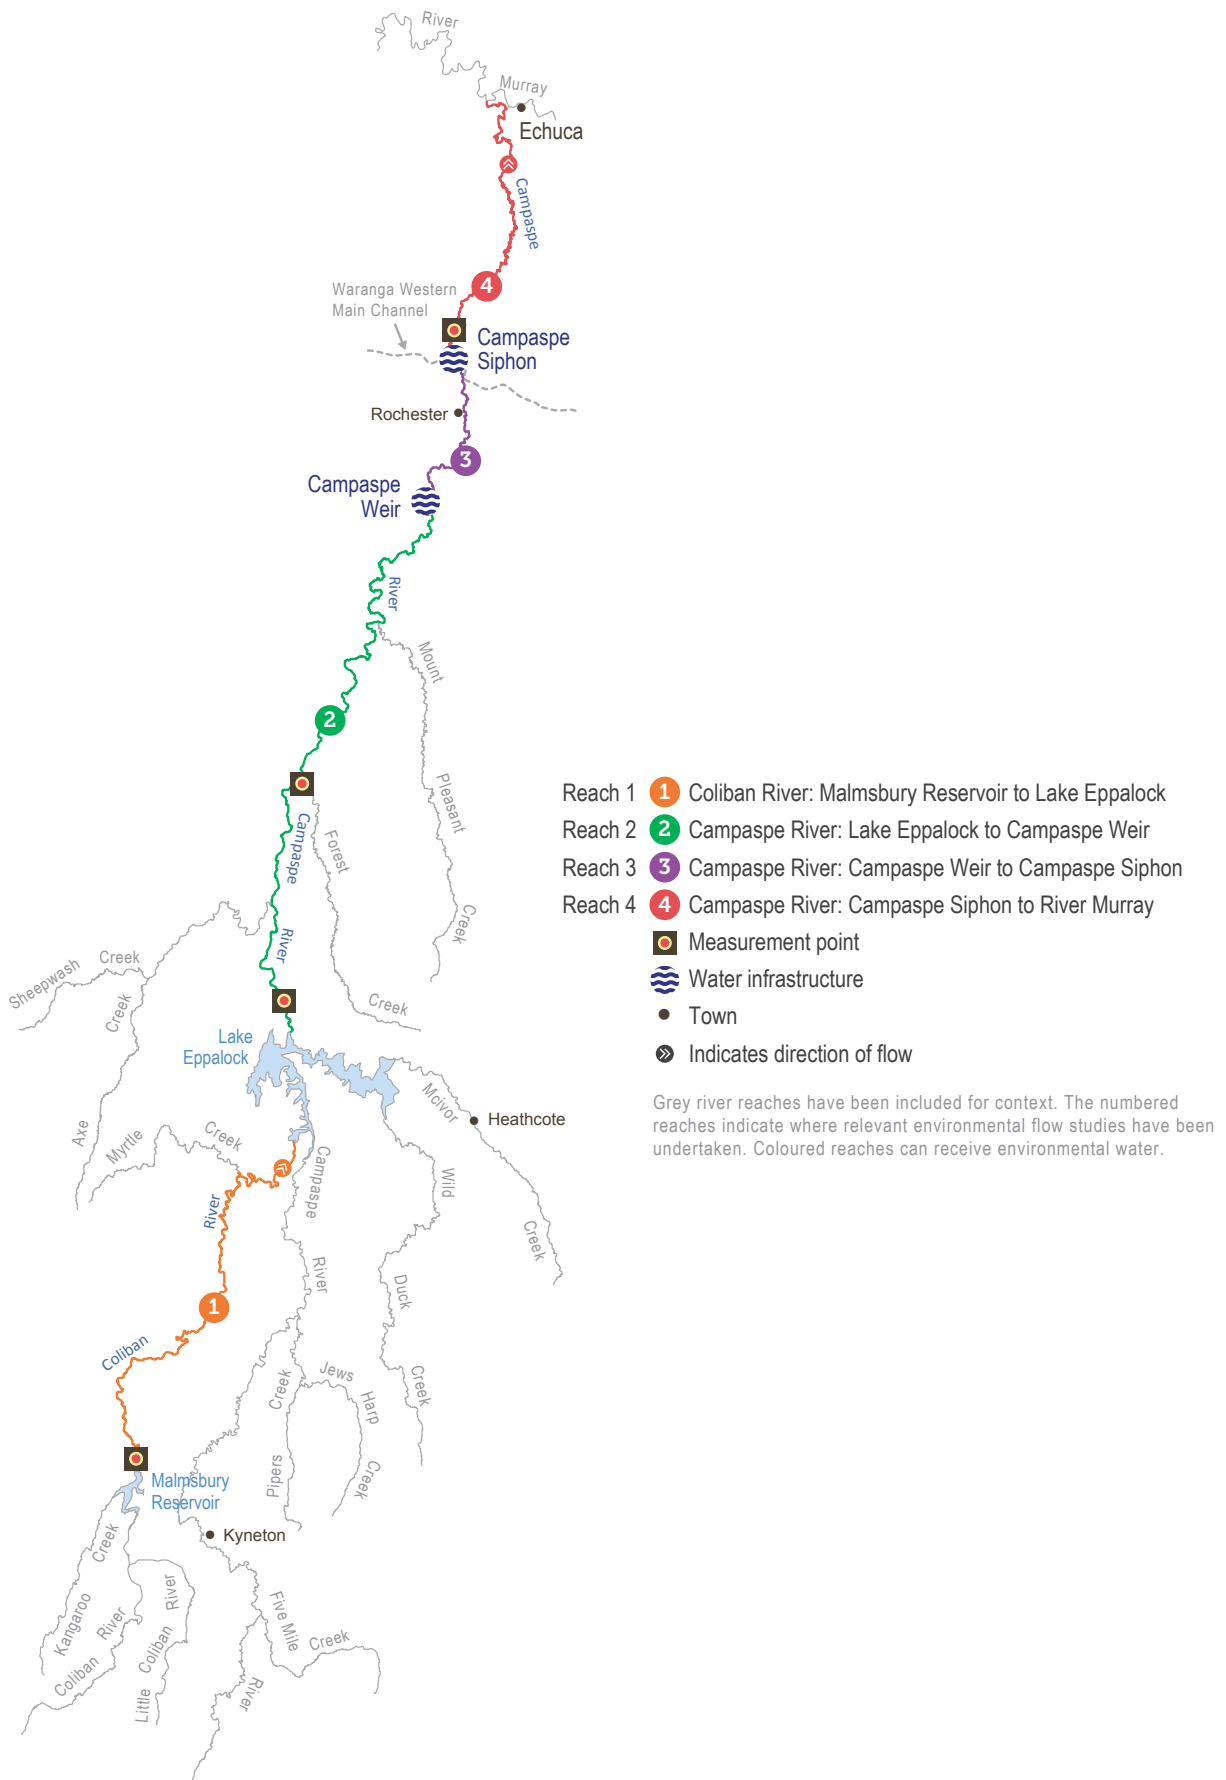 River
Murray
Echuca
Campaspe
4
Waranga Western
Main Channel
Campaspe
Siphon
Rochester
3
Campaspe
Weir
River
Mount
2
Pleasant
Campaspe
Forest
Creek
River
Creek
Sheepwash
Creek
Creek
Lake
Eppalock
Mcivor
Heathcote
Axe
Myrtle
Creek
Campaspe
Wild
River
Creek
River
Duck
1
Coliban
Jews
Creek
Creek
Harp
Pipers
Creek
Malmsbury
Reservoir
Kyneton
Creek
Kangaroo
River
Coliban
River
Coliban
Little
Five Mile
Creek
River
Reach 1 1 Coliban River: Malmsbury Reservoir to Lake Eppalock
Reach 2 2 Campaspe River: Lake Eppalock to Campaspe Weir
Reach 3 3 Campaspe River: Campaspe Weir to Campaspe Siphon
Reach 4 4 Campaspe River: Campaspe Siphon to River Murray
Measurement point
Water infrastructure
Town
Indicates direction of flow
Grey river reaches have been included for context. The numbered
reaches indicate where relevant environmental flow studies have been
undertaken. Coloured reaches can receive environmental water.